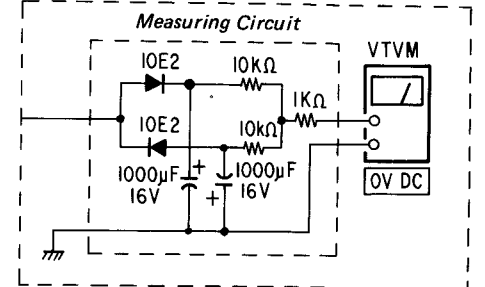 Measuring Circuit
VTVM
10E2
10KΩ
1KΩ
10E2
10kΩ
1000μF
16V
+
1000μF
16V
+
0V DC